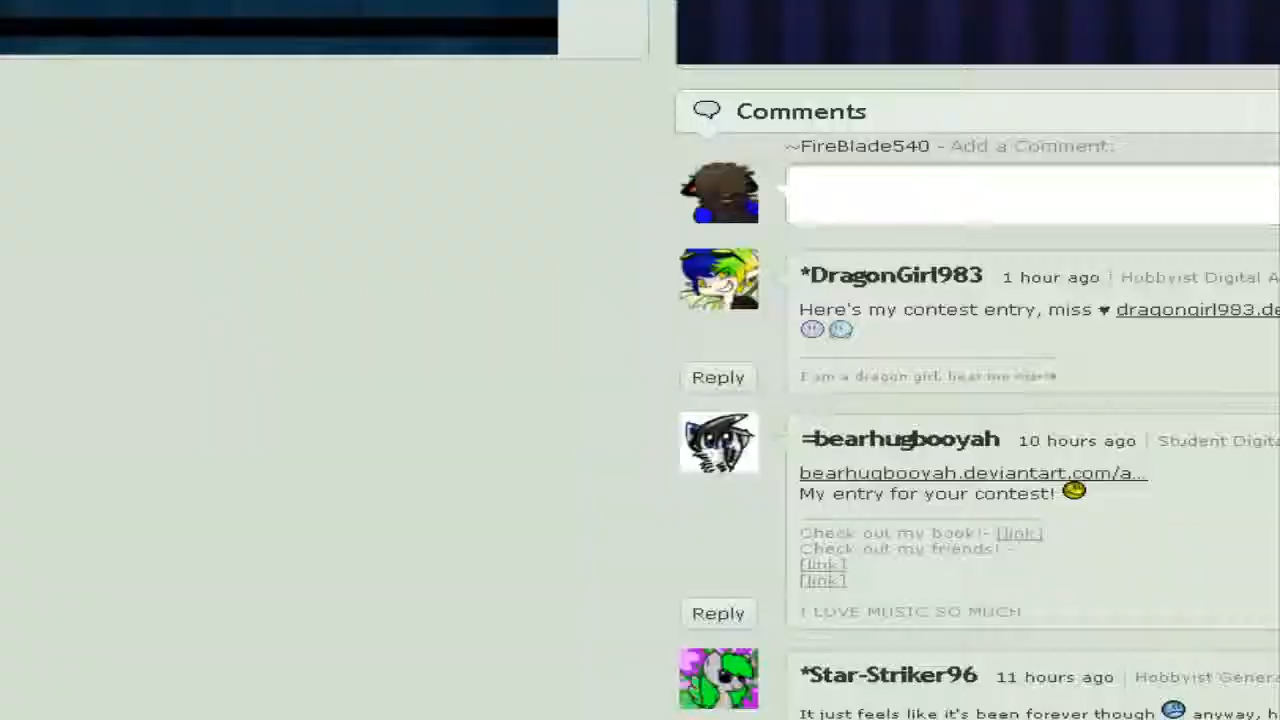 Comments
~FireBlade540 - Add a Comment:
*DragonGirl983 1 hour ago | Hobbyist Digital A
Here's my contest entry, miss ♥ dragongirl983.de
I am a dragon girl, hear me
Reply
=bearhugbooyah 10 hours ago | Student Digita
bearhugbooyah.deviantart.com/a...
My entry for your contest!
Check out my book!- [link]
Check out my friends! -
[link]
[link]
I LOVE MUSIC SO MUCH
Reply
*Star-Striker96 11 hours ago | Hobbyist Genera
It just feels like it's been forever though anyway, h